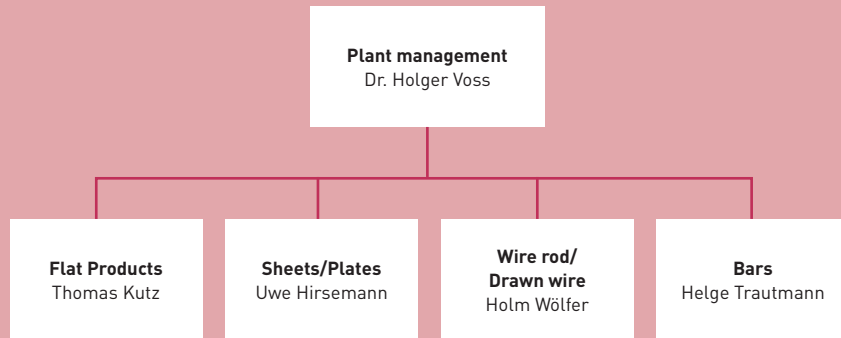 Plant management
Dr. Holger Voss
Flat Products
Thomas Kutz
Sheets/Plates
Uwe Hirsemann
Wire rod/
Drawn wire
Holm Wölfer
Bars
Helge Trautmann